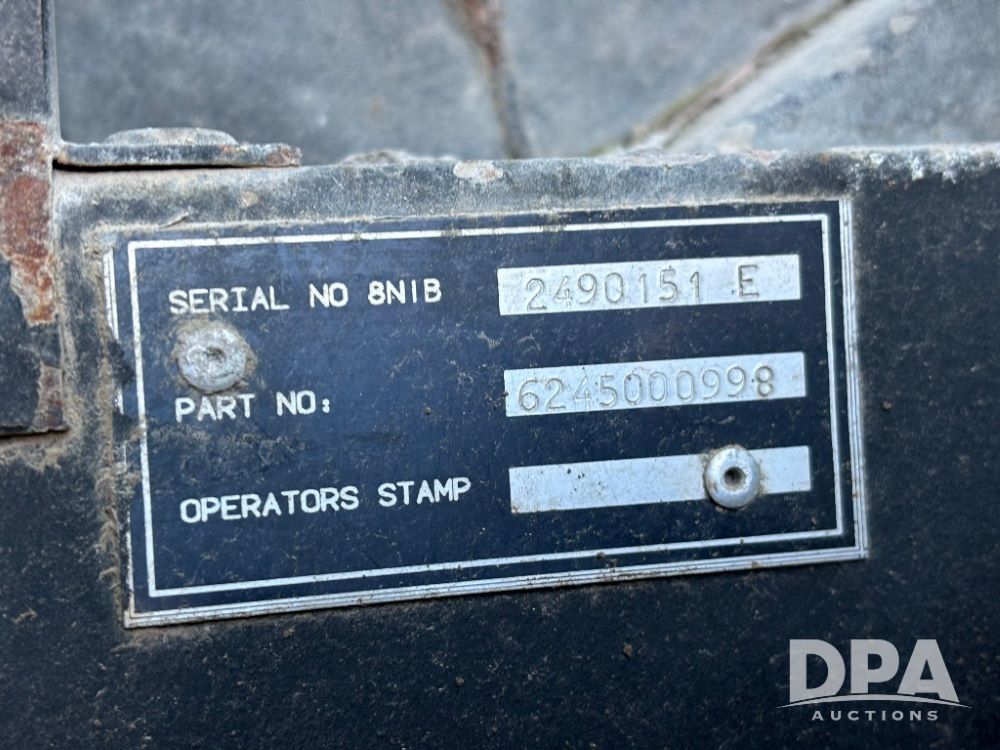 SERIAL NO 8NIB 2490151 E
PART NO: 6245000998
OPERATORS STAMP
DPA
AUCTIONS